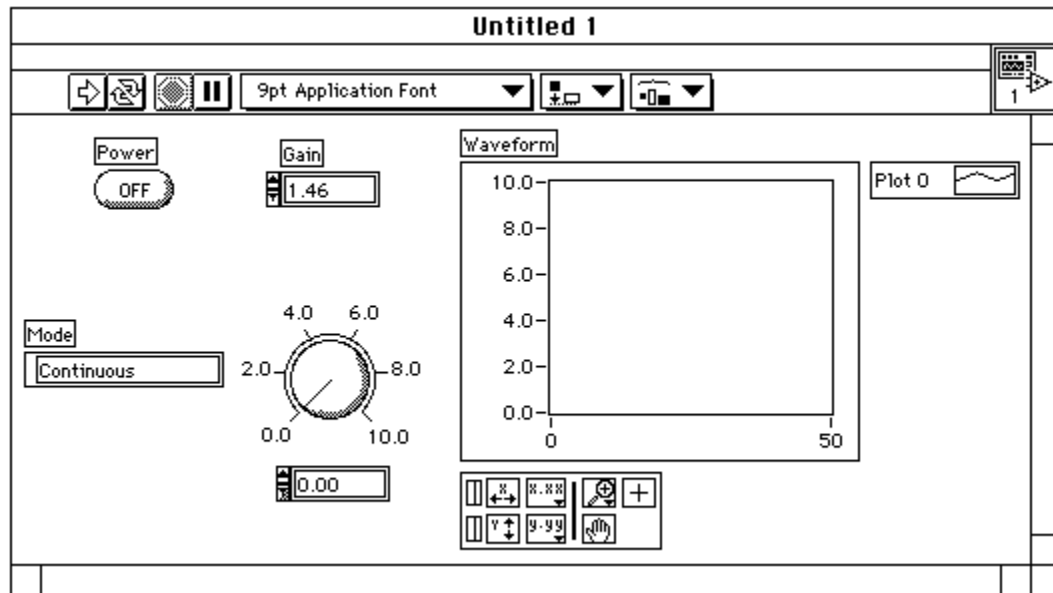 Untitled 1
9pt Application Font
1
Power
OFF
Gain
1.46
Waveform
10.0
8.0
6.0
4.0
2.0
0.0
0
50
Plot 0
Mode
Continuous
0.0
2.0
4.0
6.0
8.0
10.0
0.00
X
X.XX
Y
Y.YY